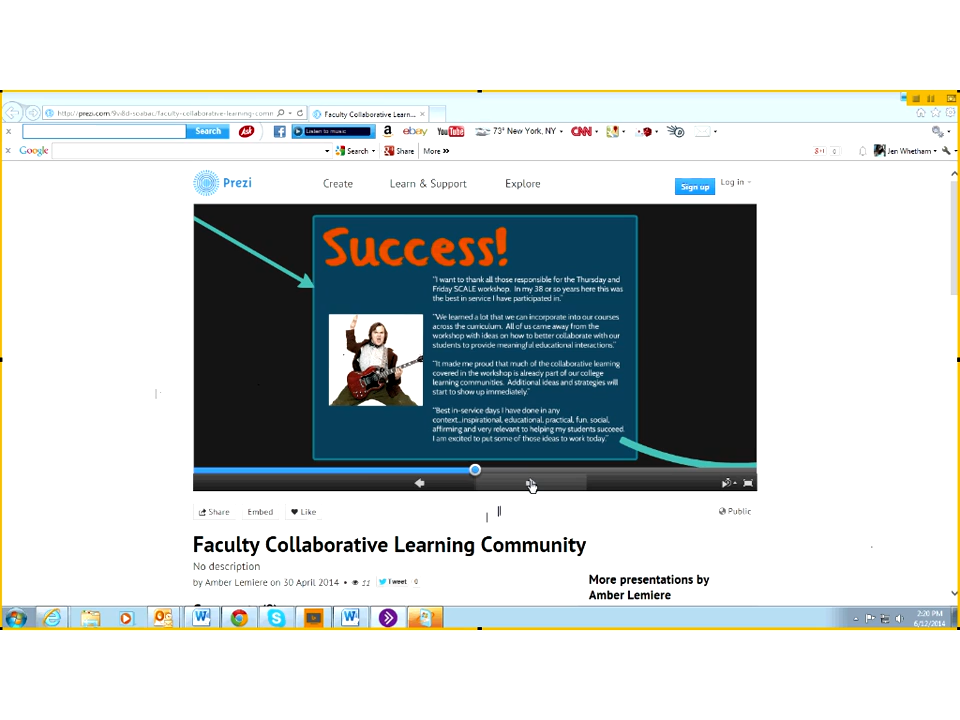 Faculty Collaborative Learn...
Search
Listen to music
ebay
YouTube
73° New York, NY
CNN
Google
Search
Share
More »
Jen Whetham
Prezi
Create
Learn & Support
Explore
Sign up
Log in
Success!
"I want to thank all those responsible for the Thursday and
Friday SCALE workshop. In my 38 or so years here this was
the best in service I have participated in."
"We learned a lot that we can incorporate into our courses
across the curriculum. All of us came away from the
workshop with ideas on how to better collaborate with our
students to provide meaningful educational interactions."
"It made me proud that much of the collaborative learning
covered in the workshop is already part of our college
learning communities. Additional ideas and strategies will
start to show up immediately."
"Best in-service days I have done in any
context...inspirational, educational, practical, fun, social,
affirming and very relevant to helping my students succeed.
I am excited to put some of those ideas to work today."
Share
Embed
Like
Public
Faculty Collaborative Learning Community
No description
by Amber Lemiere on 30 April 2014
Tweet
0
More presentations by
Amber Lemiere
2:20 PM
6/12/2014